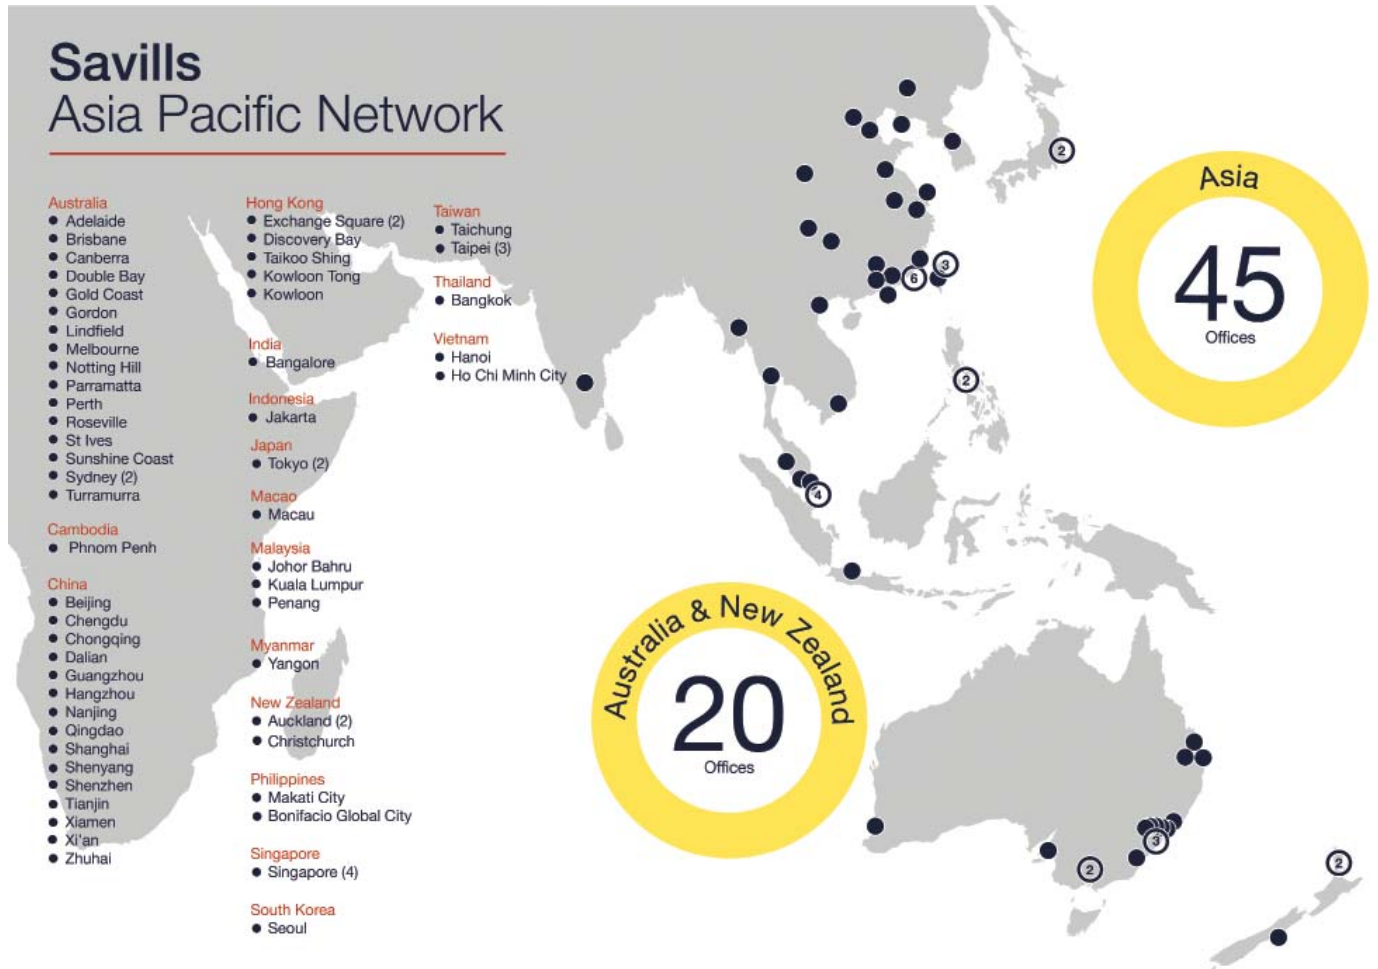 Savills
Asia Pacific Network
Australia
Adelaide
Brisbane
Canberra
Double Bay
Gold Coast
Gordon
Lindfield
Melbourne
Notting Hill
Parramatta
Perth
Roseville
St Ives
Sunshine Coast
Sydney (2)
Turramurra
Cambodia
Phnom Penh
China
Beijing
Chengdu
Chongqing
Dalian
Guangzhou
Hangzhou
Nanjing
Qingdao
Shanghai
Shenyang
Shenzhen
Tianjin
Xiamen
Xi'an
Zhuhai
Hong Kong
Exchange Square (2)
Discovery Bay
Taikoo Shing
Kowloon Tong
Kowloon
India
Bangalore
Indonesia
Jakarta
Japan
Tokyo (2)
Macao
Macau
Malaysia
Johor Bahru
Kuala Lumpur
Penang
Myanmar
Yangon
New Zealand
Auckland (2)
Christchurch
Philippines
Makati City
Bonifacio Global City
Singapore
Singapore (4)
South Korea
Seoul
Taiwan
Taichung
Taipei (3)
Thailand
Bangkok
Vietnam
Hanoi
Ho Chi Minh City
2
3
6
2
4
Asia
45
Offices
Australia & New Zealand
20
Offices
3
2
2